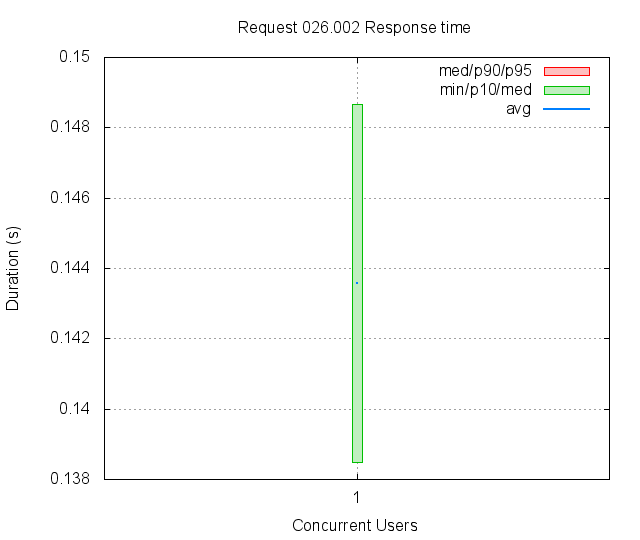 Request 026.002 Response time
0.15
0.148
0.146
0.144
0.142
0.14
0.138
Duration (s)
med/p90/p95
min/p10/med
avg
1
Concurrent Users